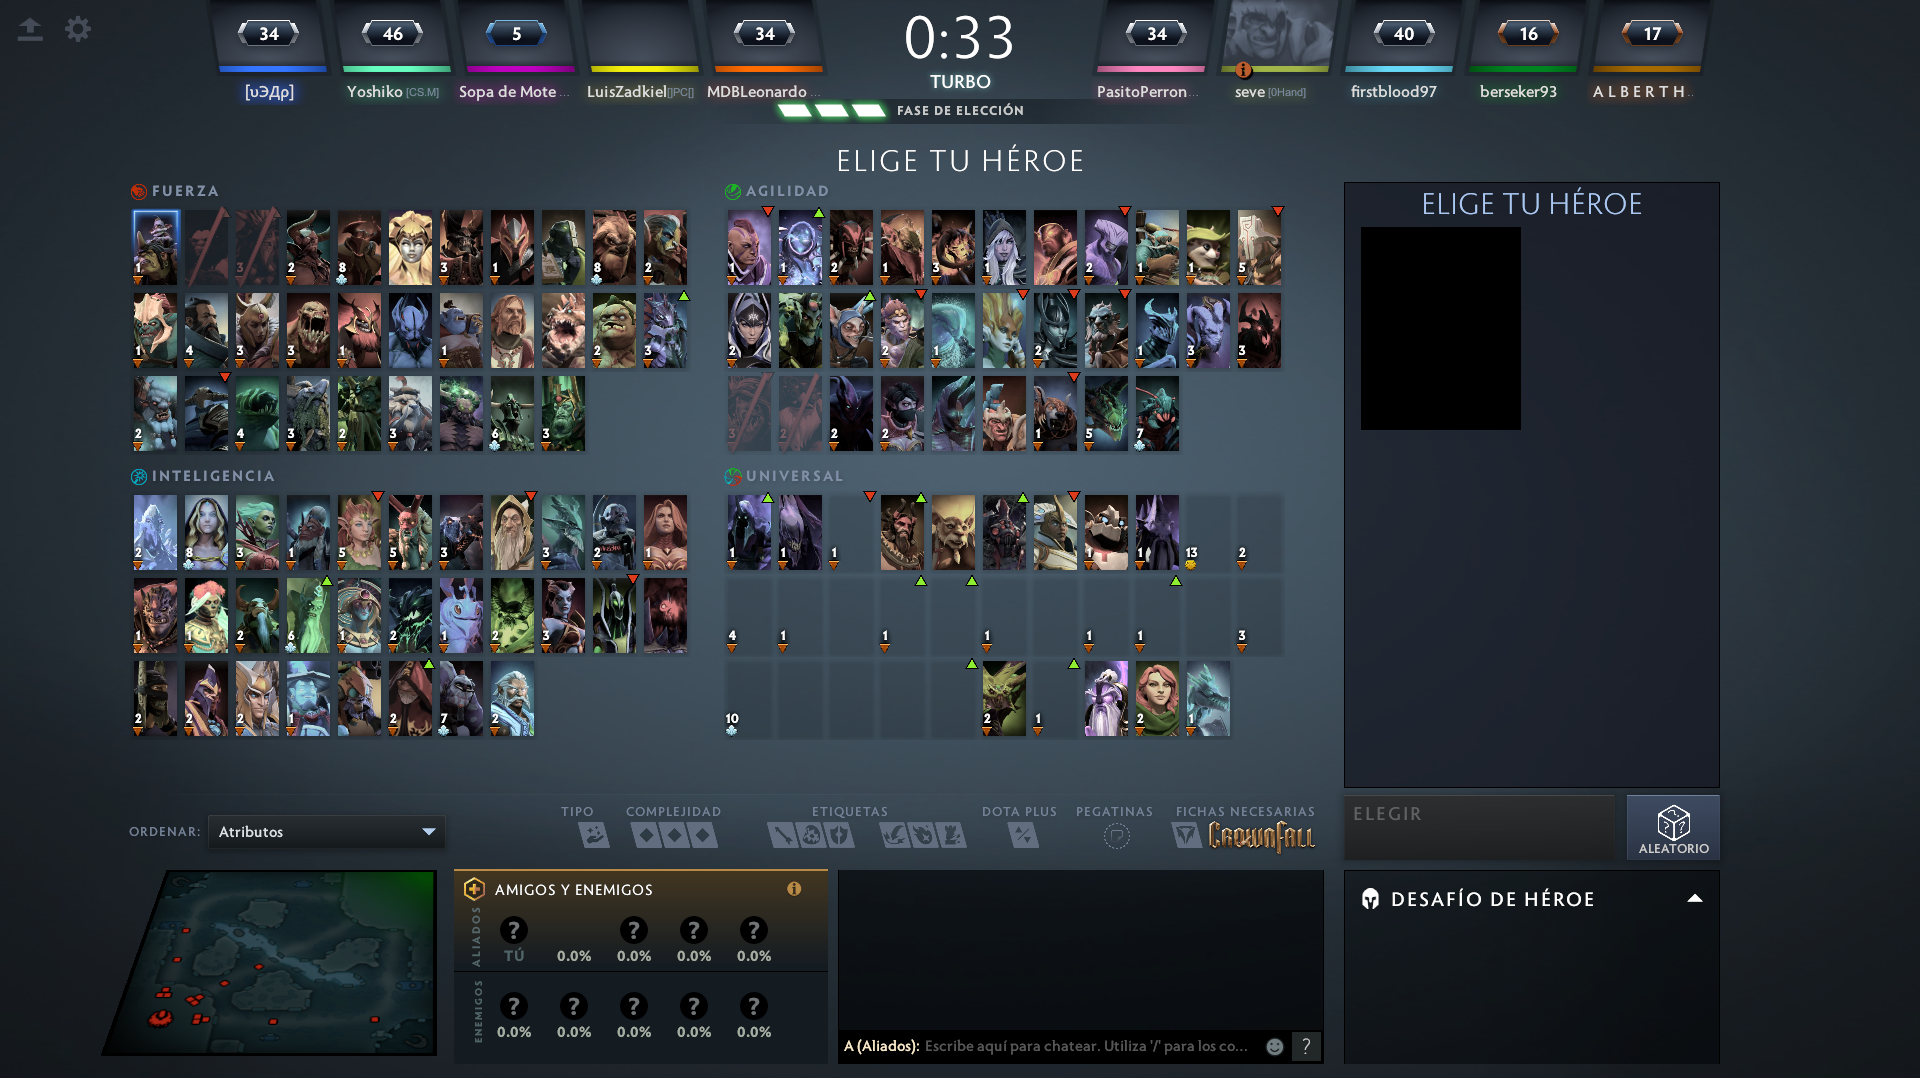 34 46 5 34 0:33 34 40 16 17
TURBO
[υЭДρ] Yoshiko [CS.M] Sopa de Mote ... LuisZadkiel[]PC[] MDBLeonardo ... PasitoPerron... seve [0Hand] firstblood97 berseker93 A L B E R T H...
FASE DE ELECCIÓN
ELIGE TU HÉROE
FUERZA AGILIDAD
ELIGE TU HÉROE
1 3 2 8 3 1 8 2
1 1 2 1 3 1 2 1 1 5
1 4 3 3 1 1 2 3
2 2 1 2 1 3 3
2 4 3 2 3 6 3
3 2 2 2 1 5 7
INTELIGENCIA UNIVERSAL
2 8 3 1 5 5 3 3 2 1
1 1 1 1 1 13 2
1 1 2 6 1 2 1 2 3
4 1 1 1 1 1 3
2 2 2 1 2 7 2
10 2 1 2 1
TIPO COMPLEJIDAD ETIQUETAS DOTA PLUS PEGATINAS FICHAS NECESARIAS
ORDENAR: Atributos
CROWNFALL
ELEGIR
ALEATORIO
AMIGOS Y ENEMIGOS
ALIADOS
? ? ? ?
TÚ 0.0% 0.0% 0.0% 0.0%
ENEMIGOS
? ? ? ? ?
0.0% 0.0% 0.0% 0.0% 0.0%
A (Aliados): Escribe aquí para chatear. Utiliza '/' para los co... ?
DESAFÍO DE HÉROE